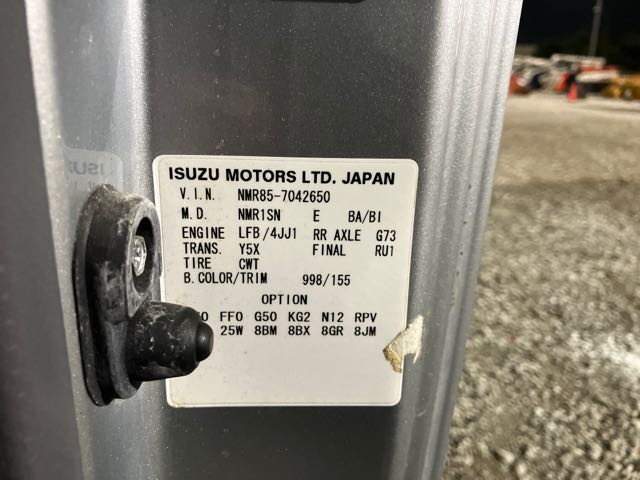 ISUZU MOTORS LTD. JAPAN
V.I.N. NMR85-7042650
M.D. NMR1SN E BA/BI
ENGINE LFB/4JJ1 RR AXLE G73
TRANS. Y5X FINAL RU1
TIRE CWT
B.COLOR/TRIM 998/155
OPTION
FFO G50 KG2 N12 RPV
25W 8BM 8BX 8GR 8JM
ISUZU